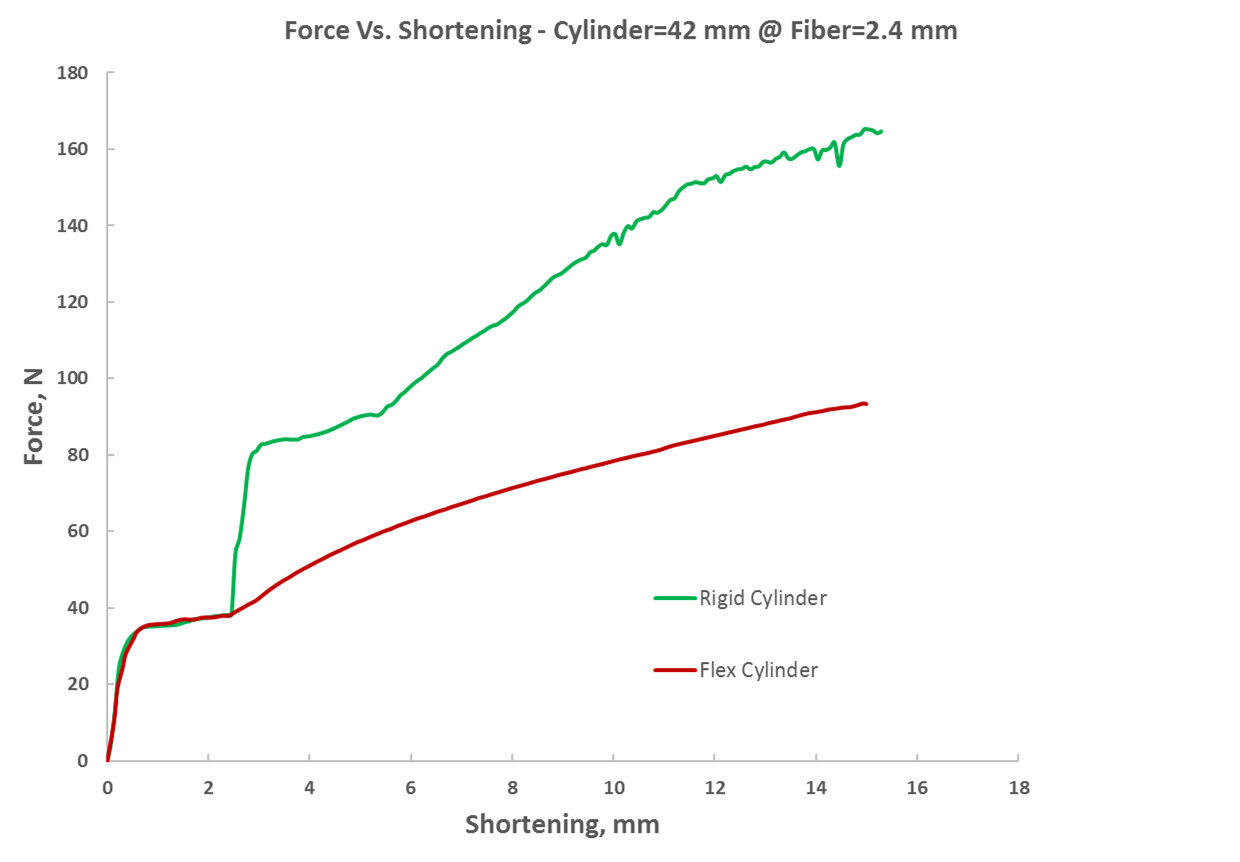 Force Vs. Shortening - Cylinder=42 mm @ Fiber=2.4 mm
180
160
140
120
100
80
60
40
20
0
Force, N
Rigid Cylinder
Flex Cylinder
0 2 4 6 8 10 12 14 16 18
Shortening, mm